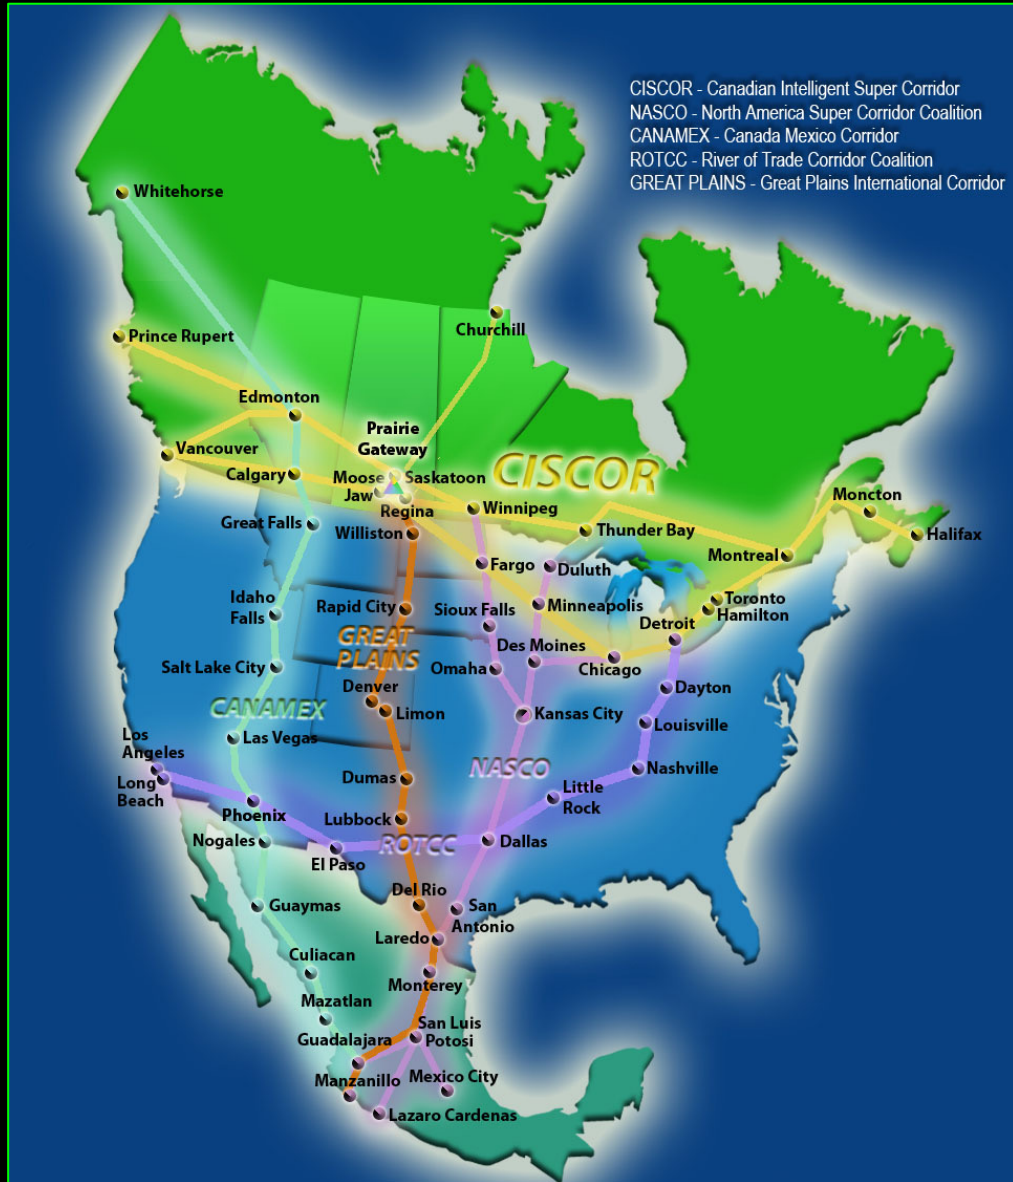 CISCOR - Canadian Intelligent Super Corridor
NASCO - North America Super Corridor Coalition
CANAMEX - Canada Mexico Corridor
ROTCC - River of Trade Corridor Coalition
GREAT PLAINS - Great Plains International Corridor
Whitehorse
Churchill
Prince Rupert
Edmonton
Prairie
Gateway
Vancouver
Calgary
Moose
Jaw
Saskatoon
Regina
CISCOR
Winnipeg
Thunder Bay
Moncton
Halifax
Montreal
Great Falls
Williston
Fargo
Duluth
Toronto
Hamilton
Idaho
Falls
Rapid City
Sioux Falls
Minneapolis
Detroit
GREAT
PLAINS
Des Moines
Chicago
Salt Lake City
Omaha
Dayton
Denver
Limon
CANAMEX
Kansas City
Louisville
Los
Angeles
Las Vegas
NASCO
Nashville
Long
Beach
Dumas
Little
Rock
Phoenix
Lubbock
Nogales
ROTCC
Dallas
El Paso
Del Rio
Guaymas
San
Antonio
Laredo
Culiacan
Monterey
Mazatlan
San Luis
Potosi
Guadalajara
Manzanillo
Mexico City
Lazaro Cardenas